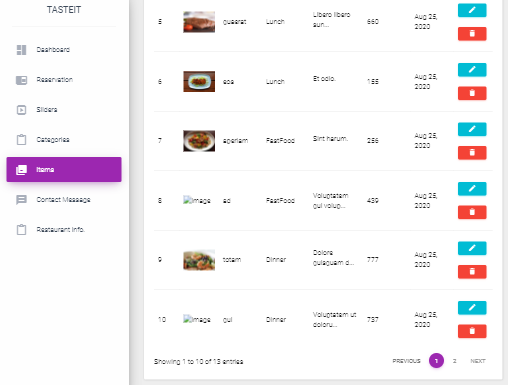 TASTEIT
Dashboard
Reservation
Sliders
Categories
Items
Contact Message
Restaurant Info.
5 quaerat Lunch Libero libero 660 Aug 25,
eum... 2020
6 eos Lunch Et odio. 155 Aug 25,
2020
7 aperiam FastFood Sint harum. 256 Aug 25,
2020
8 image ad FastFood Voluptatem 439 Aug 25,
qui volup... 2020
9 totam Dinner Dolore 777 Aug 25,
quisquam d... 2020
10 image qui Dinner Voluptatem ut 737 Aug 25,
doloru... 2020
Showing 1 to 10 of 13 entries PREVIOUS 1 2 NEXT